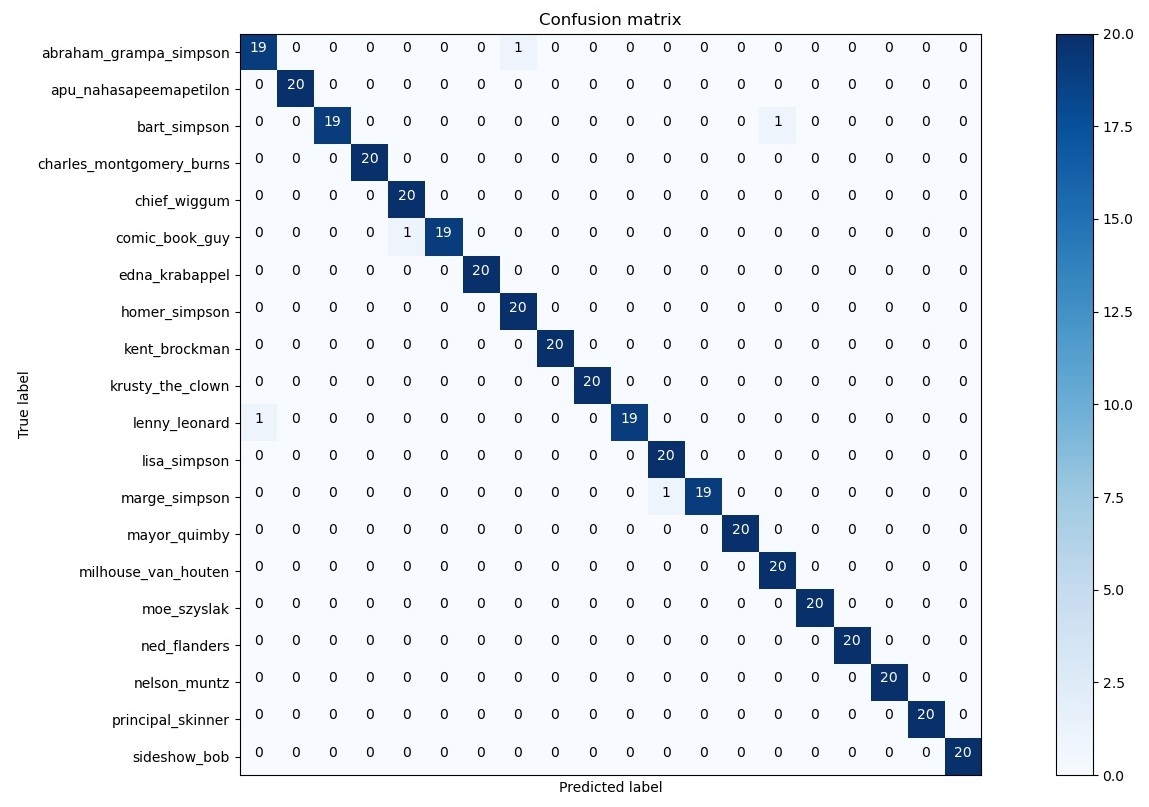 Confusion matrix
abraham_grampa_simpson 19 0 0 0 0 0 0 1 0 0 0 0 0 0 0 0 0 0 0 0
apu_nahasapeemapetilon 0 20 0 0 0 0 0 0 0 0 0 0 0 0 0 0 0 0 0 0
bart_simpson 0 0 19 0 0 0 0 0 0 0 0 0 0 0 1 0 0 0 0 0
charles_montgomery_burns 0 0 0 20 0 0 0 0 0 0 0 0 0 0 0 0 0 0 0 0
chief_wiggum 0 0 0 0 20 0 0 0 0 0 0 0 0 0 0 0 0 0 0 0
comic_book_guy 0 0 0 0 1 19 0 0 0 0 0 0 0 0 0 0 0 0 0 0
edna_krabappel 0 0 0 0 0 0 20 0 0 0 0 0 0 0 0 0 0 0 0 0
homer_simpson 0 0 0 0 0 0 0 20 0 0 0 0 0 0 0 0 0 0 0 0
kent_brockman 0 0 0 0 0 0 0 0 20 0 0 0 0 0 0 0 0 0 0 0
krusty_the_clown 0 0 0 0 0 0 0 0 0 20 0 0 0 0 0 0 0 0 0 0
lenny_leonard 1 0 0 0 0 0 0 0 0 0 19 0 0 0 0 0 0 0 0 0
lisa_simpson 0 0 0 0 0 0 0 0 0 0 0 20 0 0 0 0 0 0 0 0
marge_simpson 0 0 0 0 0 0 0 0 0 0 0 1 19 0 0 0 0 0 0 0
mayor_quimby 0 0 0 0 0 0 0 0 0 0 0 0 0 20 0 0 0 0 0 0
milhouse_van_houten 0 0 0 0 0 0 0 0 0 0 0 0 0 0 20 0 0 0 0 0
moe_szyslak 0 0 0 0 0 0 0 0 0 0 0 0 0 0 0 20 0 0 0 0
ned_flanders 0 0 0 0 0 0 0 0 0 0 0 0 0 0 0 0 20 0 0 0
nelson_muntz 0 0 0 0 0 0 0 0 0 0 0 0 0 0 0 0 0 20 0 0
principal_skinner 0 0 0 0 0 0 0 0 0 0 0 0 0 0 0 0 0 0 20 0
sideshow_bob 0 0 0 0 0 0 0 0 0 0 0 0 0 0 0 0 0 0 0 20
True label
Predicted label
20.0
17.5
15.0
12.5
10.0
7.5
5.0
2.5
0.0